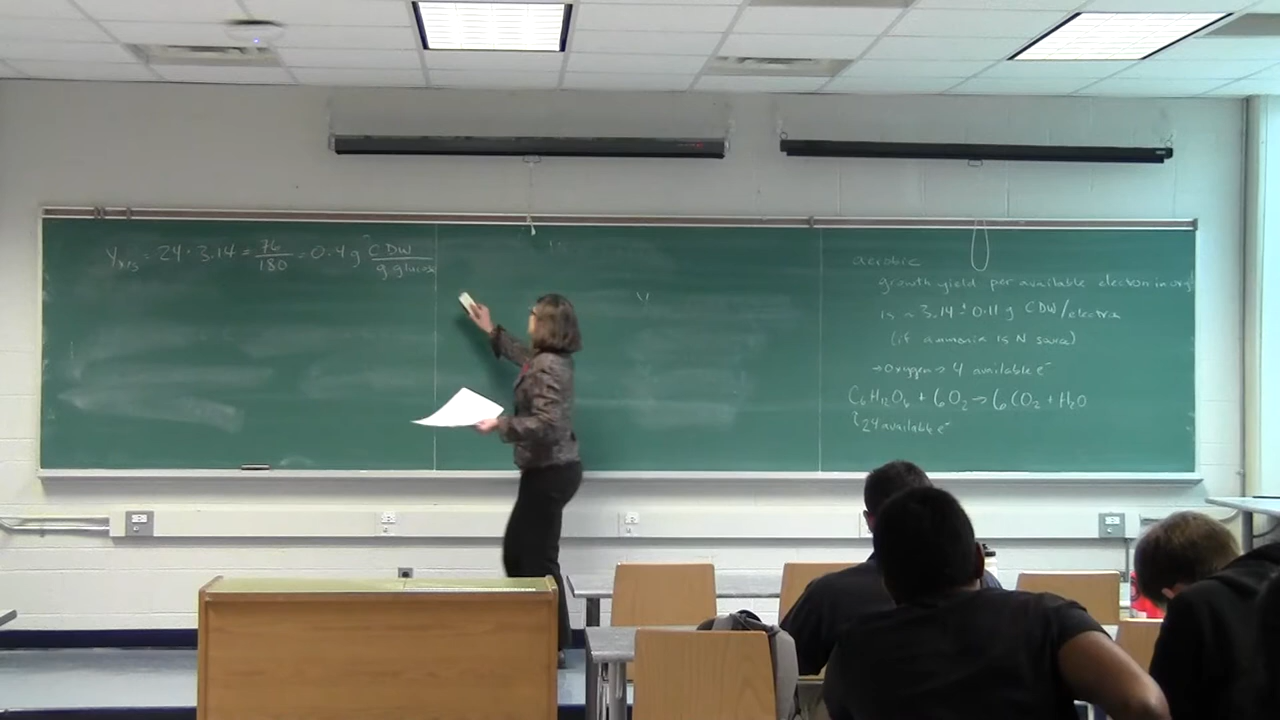 Yx/s = 24 · 3.14 = 76/180 = 0.4 g CDW/g glucose
aerobic
growth yield per available electron in org
is ~ 3.14 ± 0.11 g CDW/electron
(if ammonia is N source)
→ oxygen → 4 available e⁻
C₆H₁₂O₆ + 6O₂ → 6CO₂ + H₂O
24 available e⁻